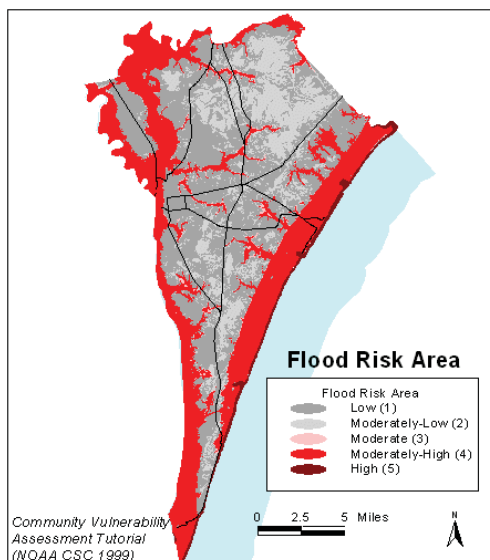 Flood Risk Area
Flood Risk Area
Low (1)
Moderately-Low (2)
Moderate (3)
Moderately-High (4)
High (5)
Community Vulnerability
Assessment Tutorial
(NOAA CSC 1999)
0 2.5 5 Miles
N